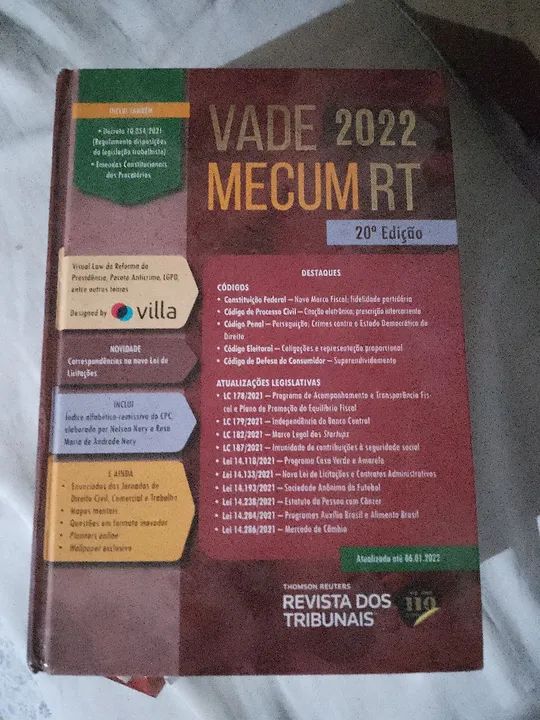 INCLUI TAMBÉM
• Decreto 10.854/2021
(Regulamenta disposições
da legislação trabalhista)
• Emendas Constitucionais
dos Precatórios
VADE 2022
MECUM RT
20ª Edição
Visual Law da Reforma da
Previdência, Pacote Anticrime, LGPD,
entre outros temas
Designed by villa
NOVIDADE
Correspondências na nova Lei de
Licitações
INCLUI
Índice alfabético-remissivo do CPC,
elaborado por Nelson Nery e Rosa
Maria de Andrade Nery
E AINDA
• Enunciados das Jornadas de
Direito Civil, Comercial e Trabalho
• Mapas mentais
• Questões em formato inovador
• Planners online
• Wallpaper exclusivo
DESTAQUES
CÓDIGOS
• Constituição Federal – Novo Marco Fiscal; fidelidade partidária
• Código de Processo Civil – Citação eletrônica; prescrição intercorrente
• Código Penal – Perseguição; Crimes contra o Estado Democrático de
Direito
• Código Eleitoral – Coligações e representação proporcional
• Código de Defesa do Consumidor – Superendividamento
ATUALIZAÇÕES LEGISLATIVAS
• LC 178/2021 – Programa de Acompanhamento e Transparência Fis-
cal e Plano de Promoção do Equilíbrio Fiscal
• LC 179/2021 – Independência do Banco Central
• LC 182/2021 – Marco Legal das Startups
• LC 187/2021 – Imunidade de contribuições à seguridade social
• Lei 14.118/2021 – Programa Casa Verde e Amarela
• Lei 14.133/2021 – Nova Lei de Licitações e Contratos Administrativos
• Lei 14.193/2021 – Sociedade Anônima do Futebol
• Lei 14.238/2021 – Estatuto da Pessoa com Câncer
• Lei 14.284/2021 – Programas Auxílio Brasil e Alimenta Brasil
• Lei 14.286/2021 – Mercado de Câmbio
Atualizado até 06.01.2022
THOMSON REUTERS
REVISTA DOS
TRIBUNAIS
110